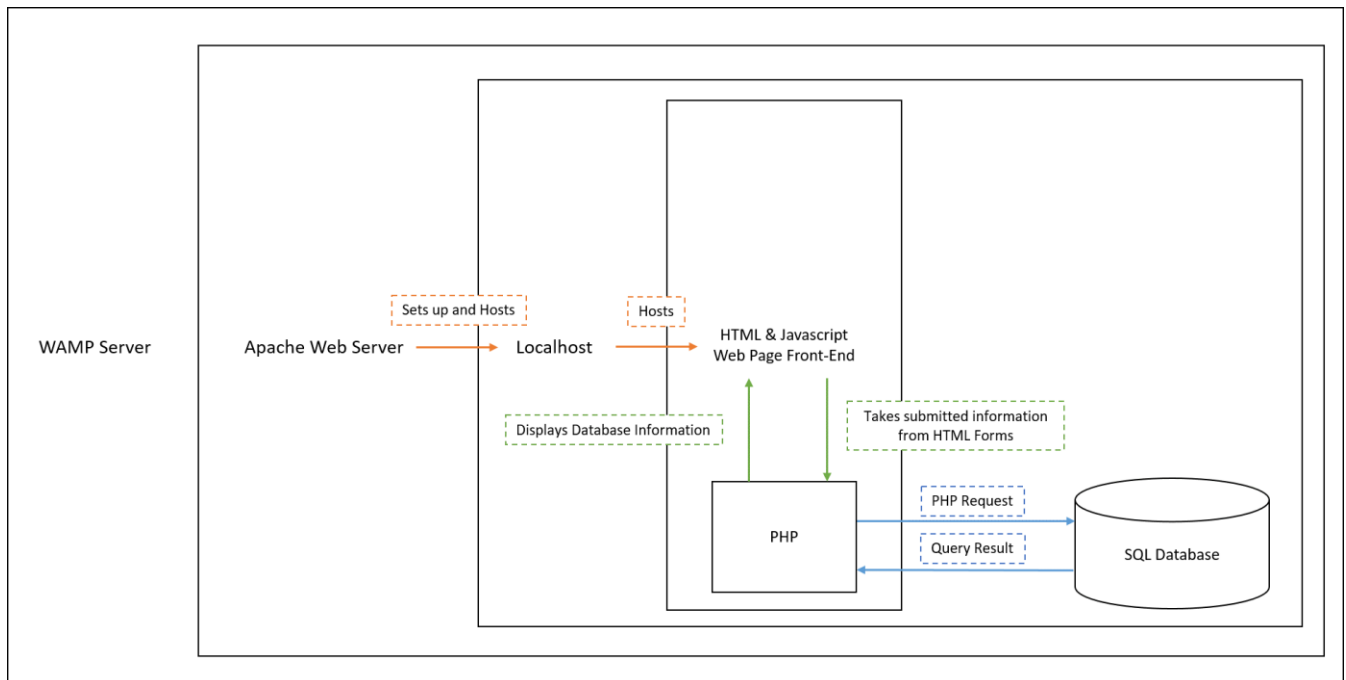 Sets up and Hosts
Hosts
WAMP Server
Apache Web Server
Localhost
HTML & Javascript
Web Page Front-End
Displays Database Information
Takes submitted information
from HTML Forms
PHP Request
PHP
Query Result
SQL Database